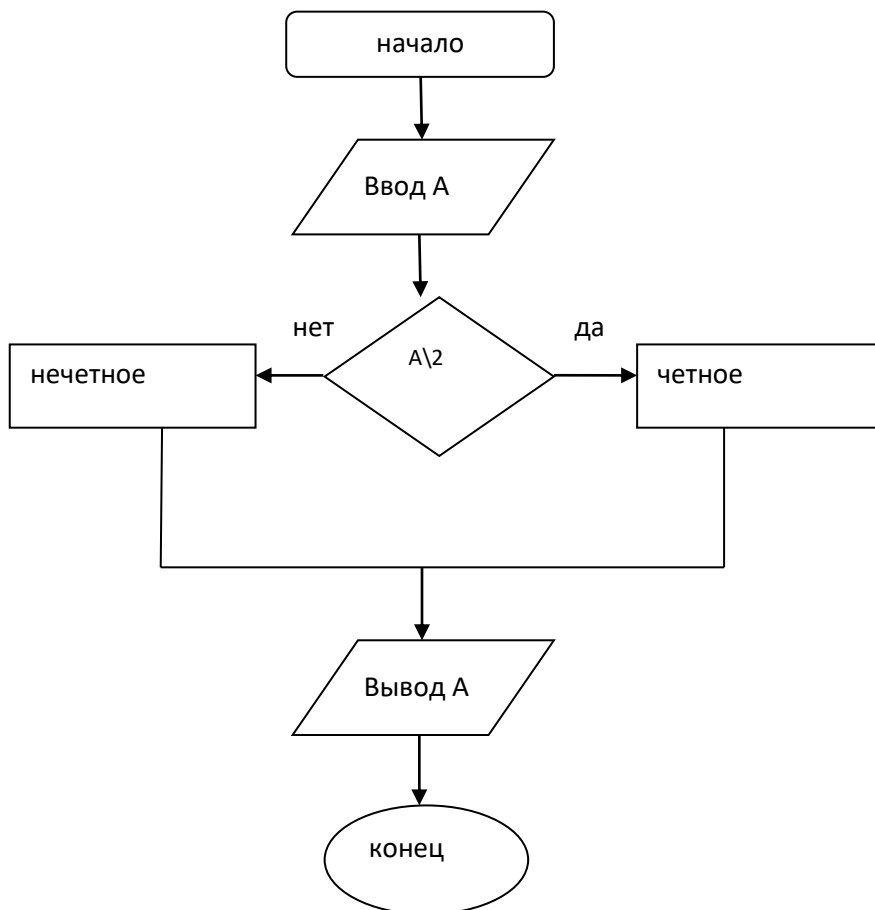 начало
Ввод А
нет
да
А\2
нечетное
четное
Вывод А
конец